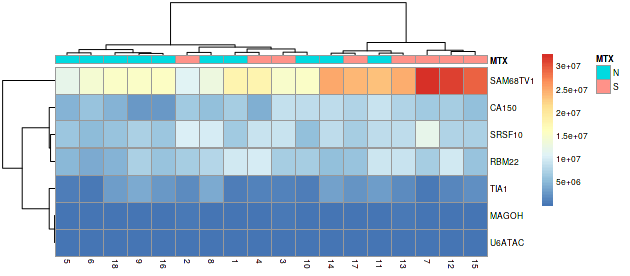 MTX
SAM68TV1
CA150
SRSF10
RBM22
TIA1
MAGOH
U6ATAC
5 6 18 9 16 2 8 1 4 3 10 14 17 11 13 7 12 15
3e+07
2.5e+07
2e+07
1.5e+07
1e+07
5e+06
MTX
N
S